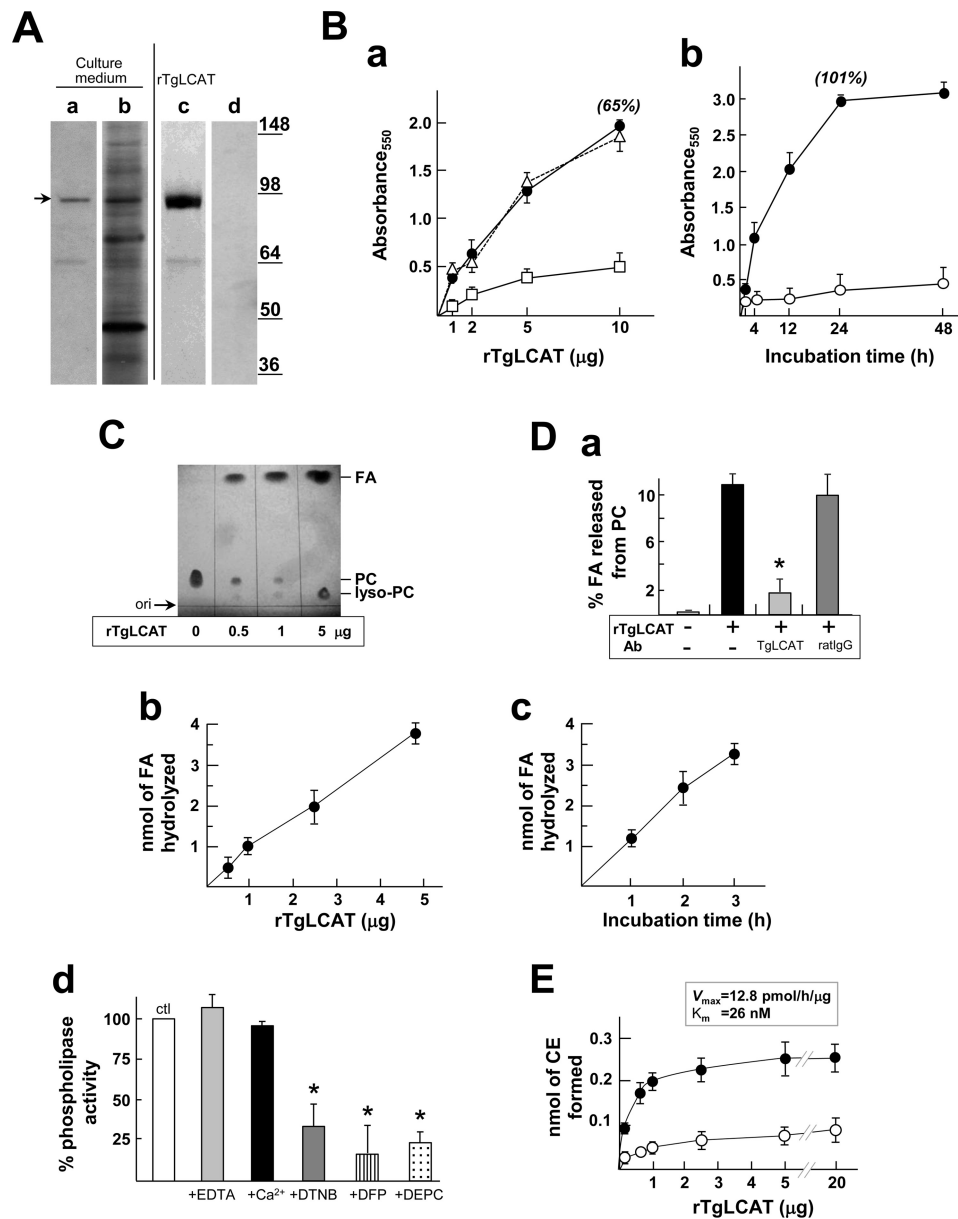 A
Culture
medium
rTgLCAT
a
b
c
d
148
98
64
50
36
B
a
(65%)
2.0
1.5
1.0
0.5
Absorbance550
1
2
5
10
rTgLCAT (μg)
b
(101%)
3.0
2.5
2.0
1.5
1.0
0.5
Absorbance550
4
12
24
48
Incubation time (h)
C
FA
PC
lyso-PC
ori
rTgLCAT 0 0.5 1 5 μg
D
a
% FA released
from PC
10
6
2
*
rTgLCAT - + + +
Ab - - TgLCAT ratIgG
b
nmol of FA
hydrolyzed
4
3
2
1
1 2 3 4 5
rTgLCAT (μg)
c
nmol of FA
hydrolyzed
4
3
2
1
1 2 3
Incubation time (h)
d
% phospholipase
activity
100
75
50
25
ctl
* * *
+EDTA +Ca2+ +DTNB +DFP +DEPC
E
Vmax=12.8 pmol/h/μg
Km =26 nM
nmol of CE
formed
0.3
0.2
0.1
1 2 3 4 5 20
rTgLCAT (μg)